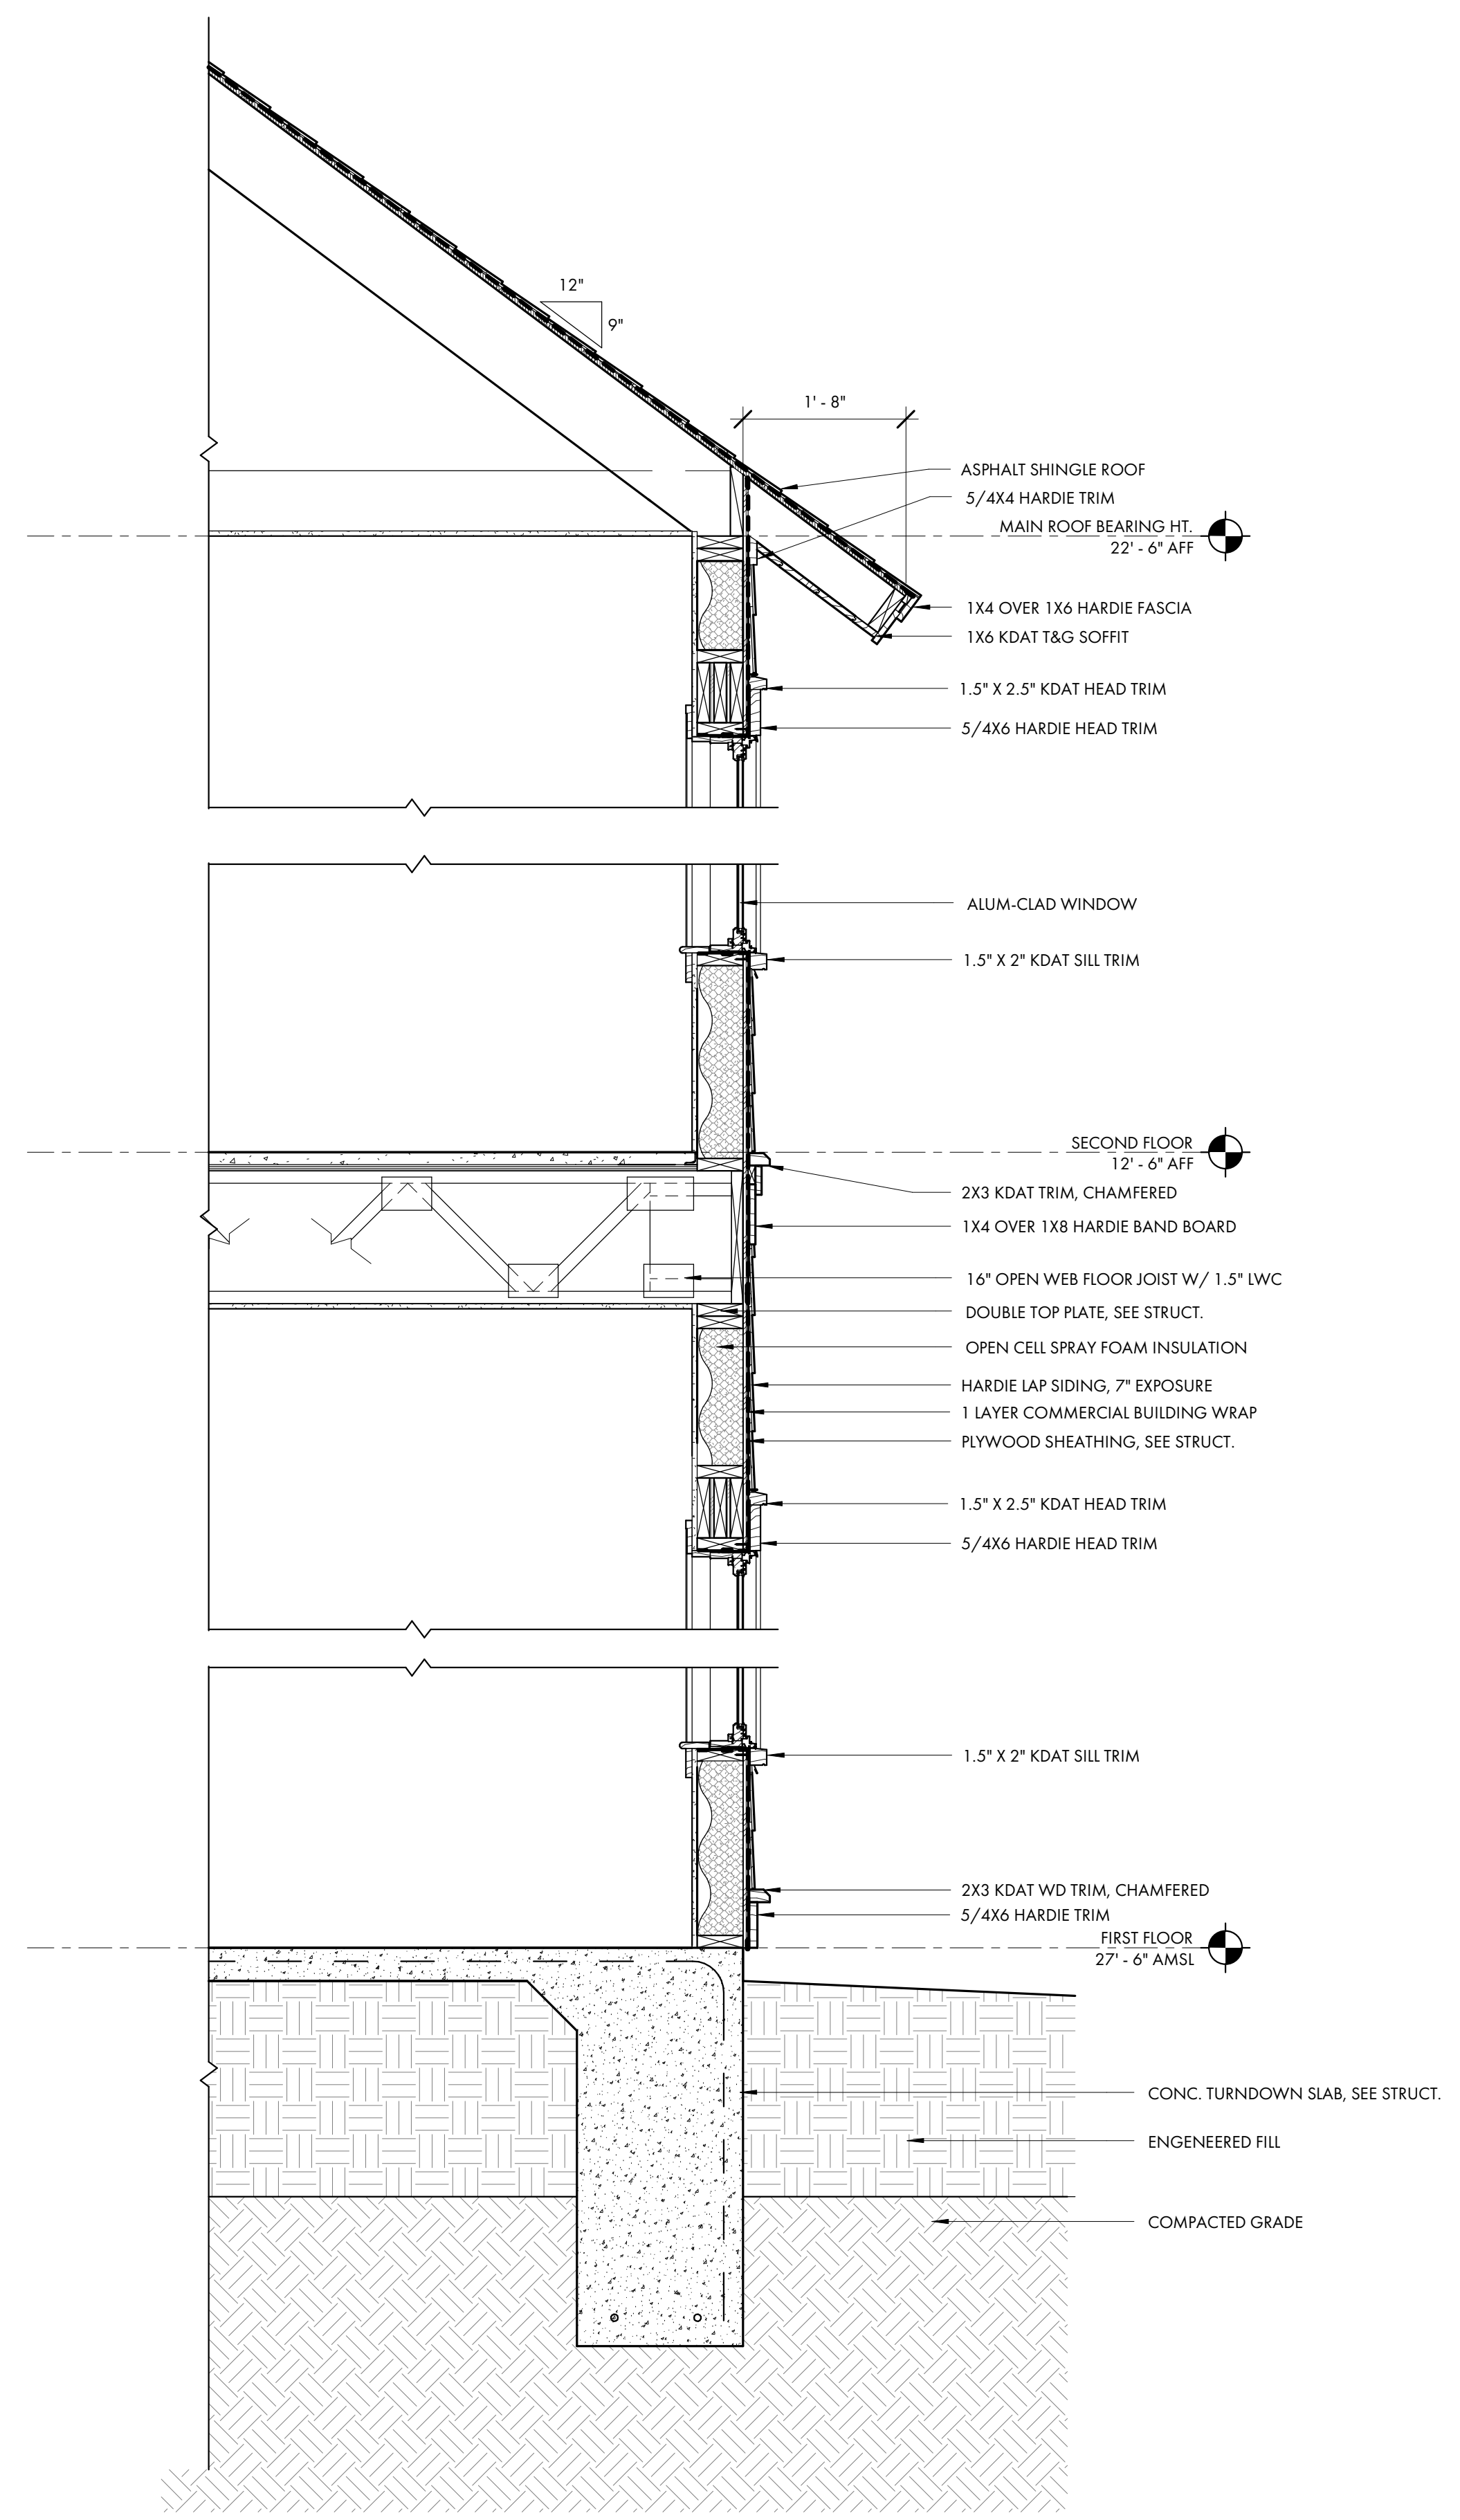 12"
9"
1' - 8"
ASPHALT SHINGLE ROOF
5/4X4 HARDIE TRIM
MAIN ROOF BEARING HT.
22' - 6" AFF
1X4 OVER 1X6 HARDIE FASCIA
1X6 KDAT T&G SOFFIT
1.5" X 2.5" KDAT HEAD TRIM
5/4X6 HARDIE HEAD TRIM
ALUM-CLAD WINDOW
1.5" X 2" KDAT SILL TRIM
SECOND FLOOR
12' - 6" AFF
2X3 KDAT TRIM, CHAMFERED
1X4 OVER 1X8 HARDIE BAND BOARD
16" OPEN WEB FLOOR JOIST W/ 1.5" LWC
DOUBLE TOP PLATE, SEE STRUCT.
OPEN CELL SPRAY FOAM INSULATION
HARDIE LAP SIDING, 7" EXPOSURE
1 LAYER COMMERCIAL BUILDING WRAP
PLYWOOD SHEATHING, SEE STRUCT.
1.5" X 2.5" KDAT HEAD TRIM
5/4X6 HARDIE HEAD TRIM
1.5" X 2" KDAT SILL TRIM
2X3 KDAT WD TRIM, CHAMFERED
5/4X6 HARDIE TRIM
FIRST FLOOR
27' - 6" AMSL
CONC. TURNDOWN SLAB, SEE STRUCT.
ENGENEERED FILL
COMPACTED GRADE